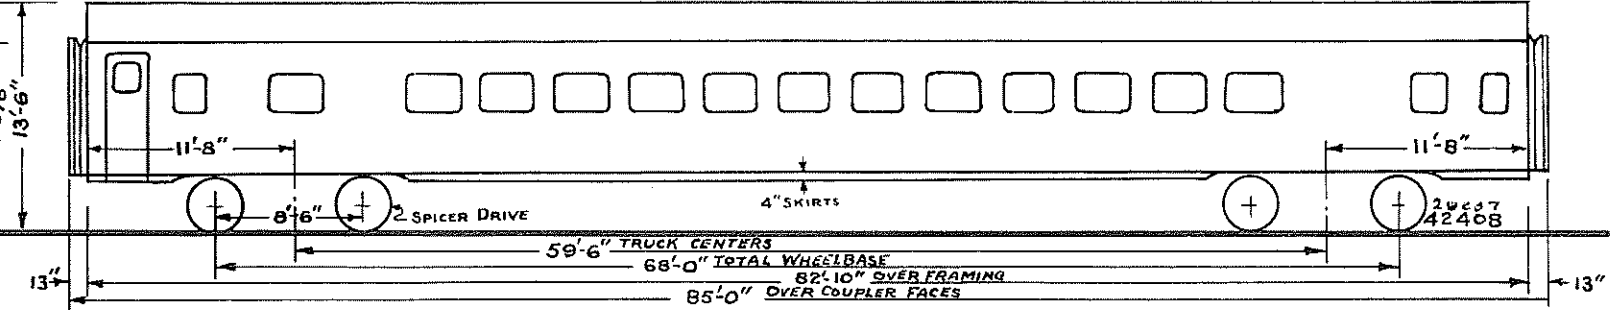 13'-6"
11'-8"
11'-8"
4" SKIRTS
8'-6"
SPICER DRIVE
42408
59'-6" TRUCK CENTERS
68'-0" TOTAL WHEELBASE
13"
82'-10" OVER FRAMING
13"
85'-0" OVER COUPLER FACES